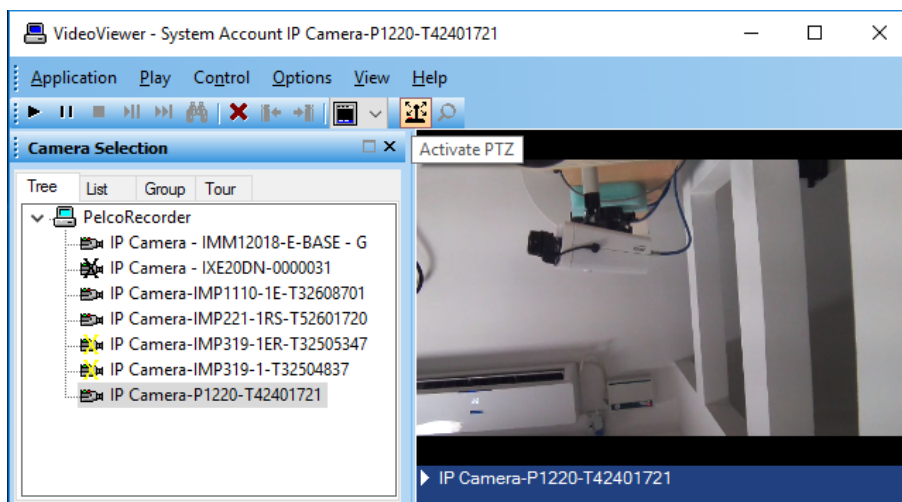 VideoViewer - System Account IP Camera-P1220-T42401721
Application Play Control Options View Help
Camera Selection
Activate PTZ
Tree List Group Tour
PelcoRecorder
IP Camera - IMM12018-E-BASE - G
IP Camera - IXE20DN-0000031
IP Camera-IMP1110-1E-T32608701
IP Camera-IMP221-1RS-T52601720
IP Camera-IMP319-1ER-T32505347
IP Camera-IMP319-1-T32504837
IP Camera-P1220-T42401721
IP Camera-P1220-T42401721